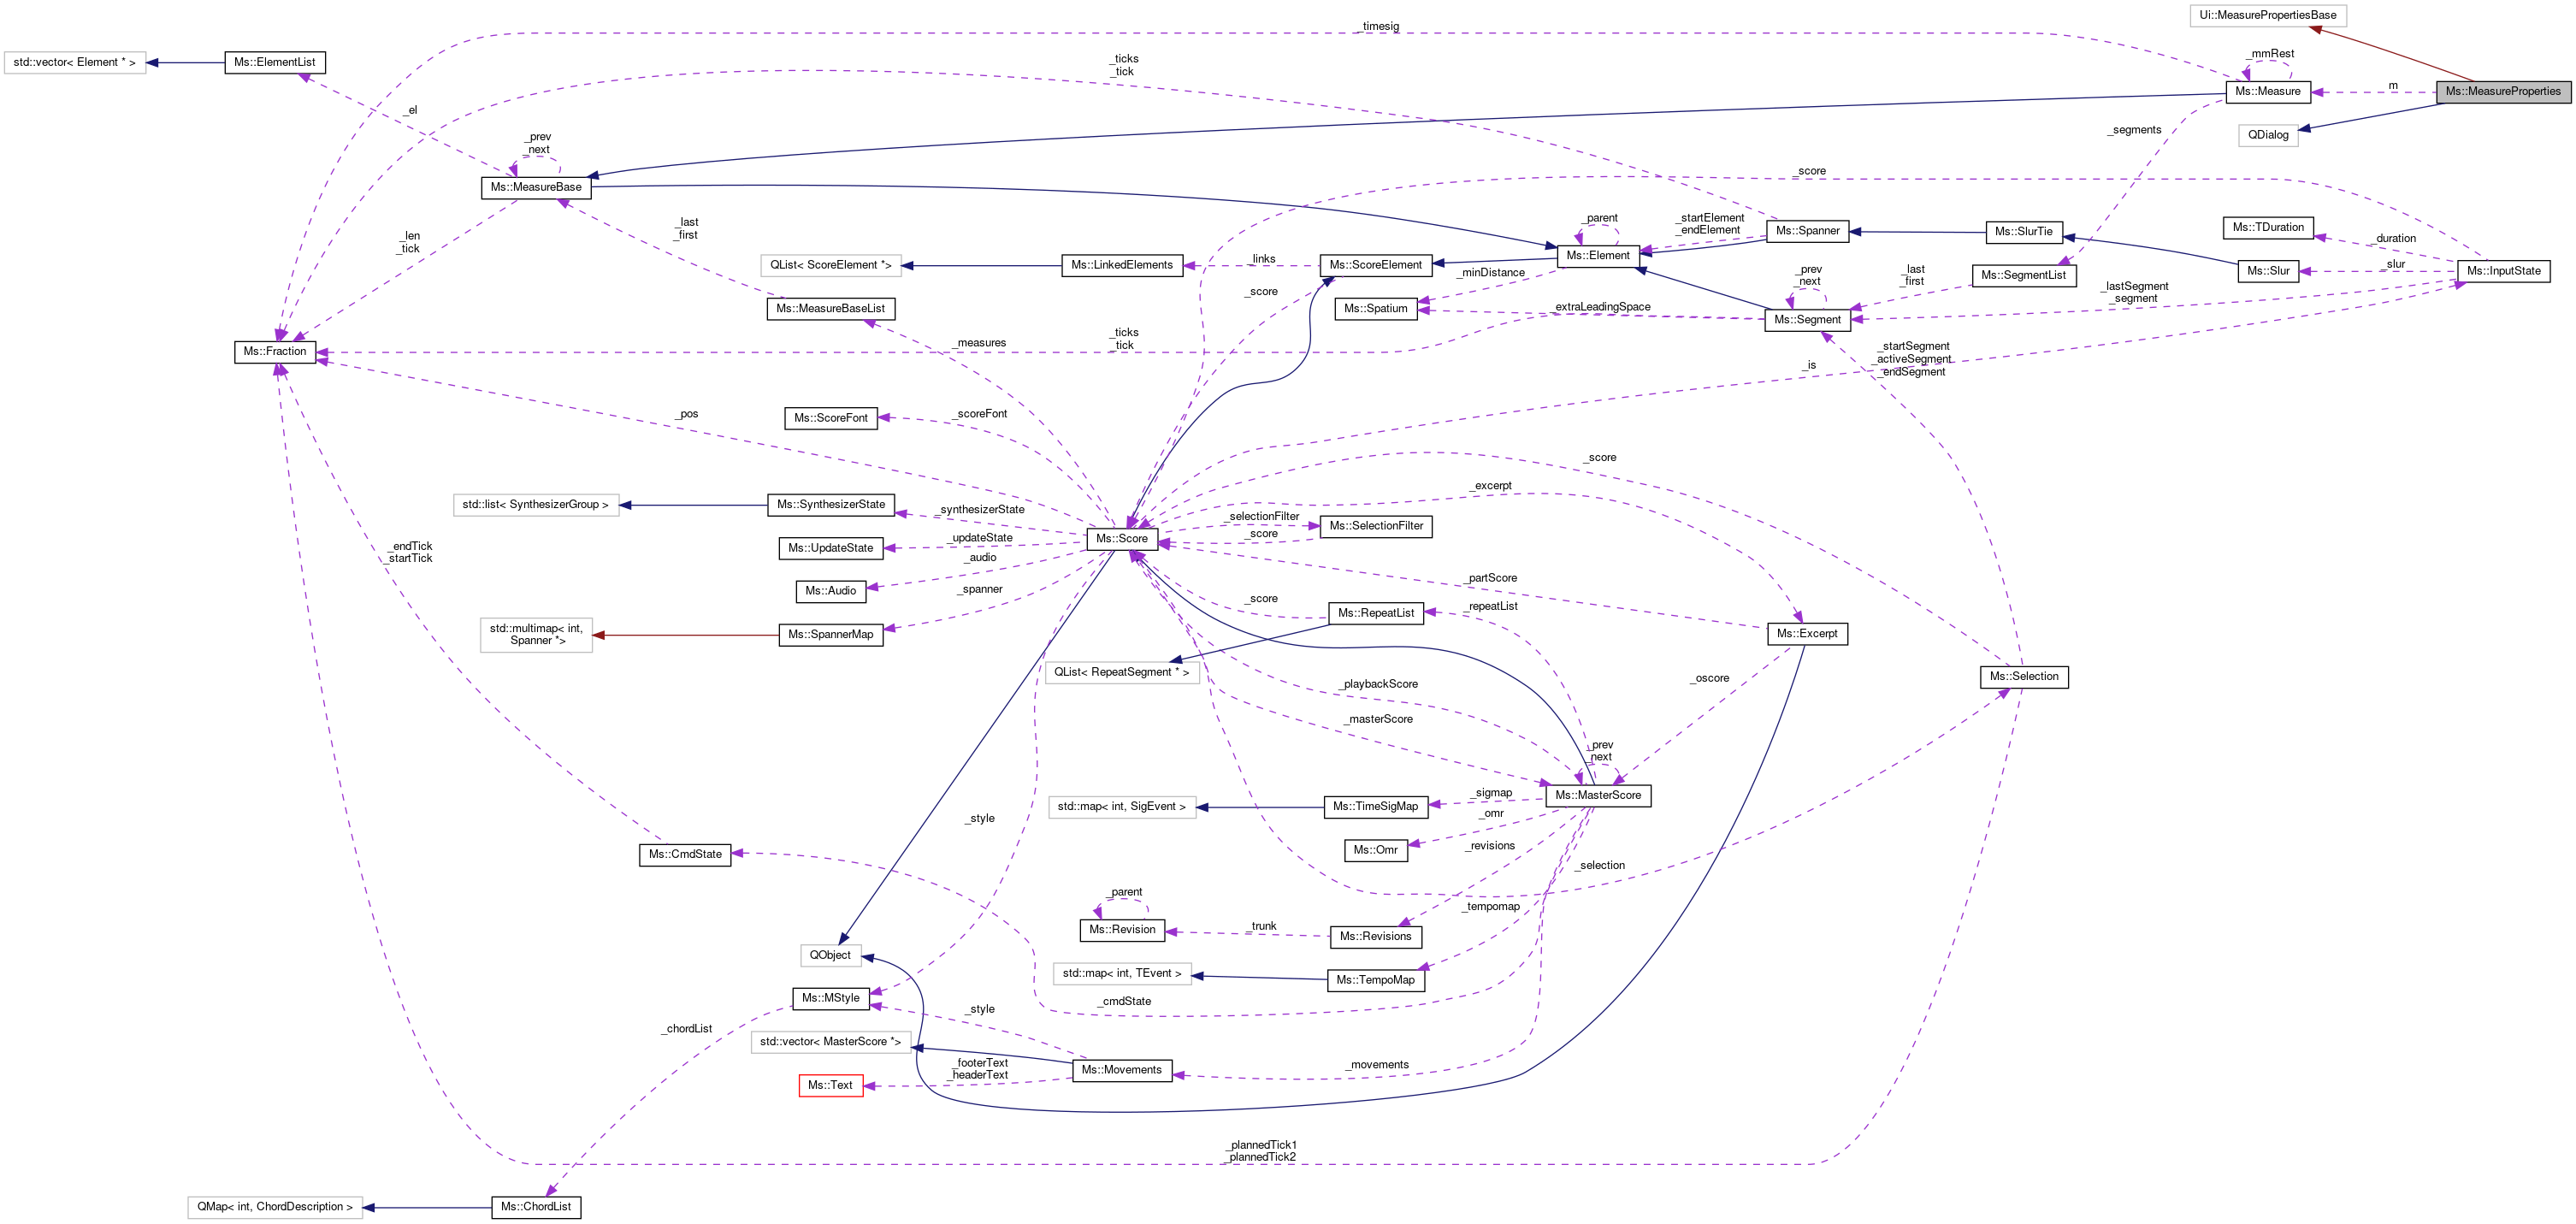 _timesig
Ui::MeasurePropertiesBase
std::vector< Element * >
Ms::ElementList
_ticks
_tick
_mmRest
Ms::Measure
m
Ms::MeasureProperties
_el
_segments
QDialog
_prev
_next
Ms::MeasureBase
_score
_last
_first
_len
_tick
_parent
_startElement
_endElement
Ms::Spanner
Ms::SlurTie
Ms::TDuration
_duration
QList< ScoreElement *>
Ms::LinkedElements
_links
Ms::ScoreElement
Ms::Element
_minDistance
_prev
_next
_last
_first
Ms::SegmentList
Ms::Slur
_slur
Ms::InputState
_score
Ms::MeasureBaseList
Ms::Spatium
_extraLeadingSpace
Ms::Segment
_lastSegment
_segment
Ms::Fraction
_measures
_ticks
_tick
_is
_startSegment
_activeSegment
_endSegment
_pos
Ms::ScoreFont
_scoreFont
_score
_excerpt
std::list< SynthesizerGroup >
Ms::SynthesizerState
_synthesizerState
_selectionFilter
Ms::SelectionFilter
_score
Ms::Score
Ms::UpdateState
_updateState
_endTick
_startTick
_audio
Ms::Audio
_spanner
_partScore
std::multimap< int,
Spanner *>
Ms::SpannerMap
_score
Ms::RepeatList
_repeatList
Ms::Excerpt
QList< RepeatSegment * >
_playbackScore
_oscore
Ms::Selection
_masterScore
_prev
_next
Ms::MasterScore
std::map< int, SigEvent >
Ms::TimeSigMap
_sigmap
_omr
_style
Ms::CmdState
Ms::Omr
_revisions
_selection
_parent
Ms::Revision
_trunk
Ms::Revisions
_tempomap
QObject
std::map< int, TEvent >
Ms::TempoMap
Ms::MStyle
_cmdState
_style
_chordList
std::vector< MasterScore *>
_footerText
_headerText
Ms::Text
Ms::Movements
_movements
_plannedTick1
_plannedTick2
QMap< int, ChordDescription >
Ms::ChordList